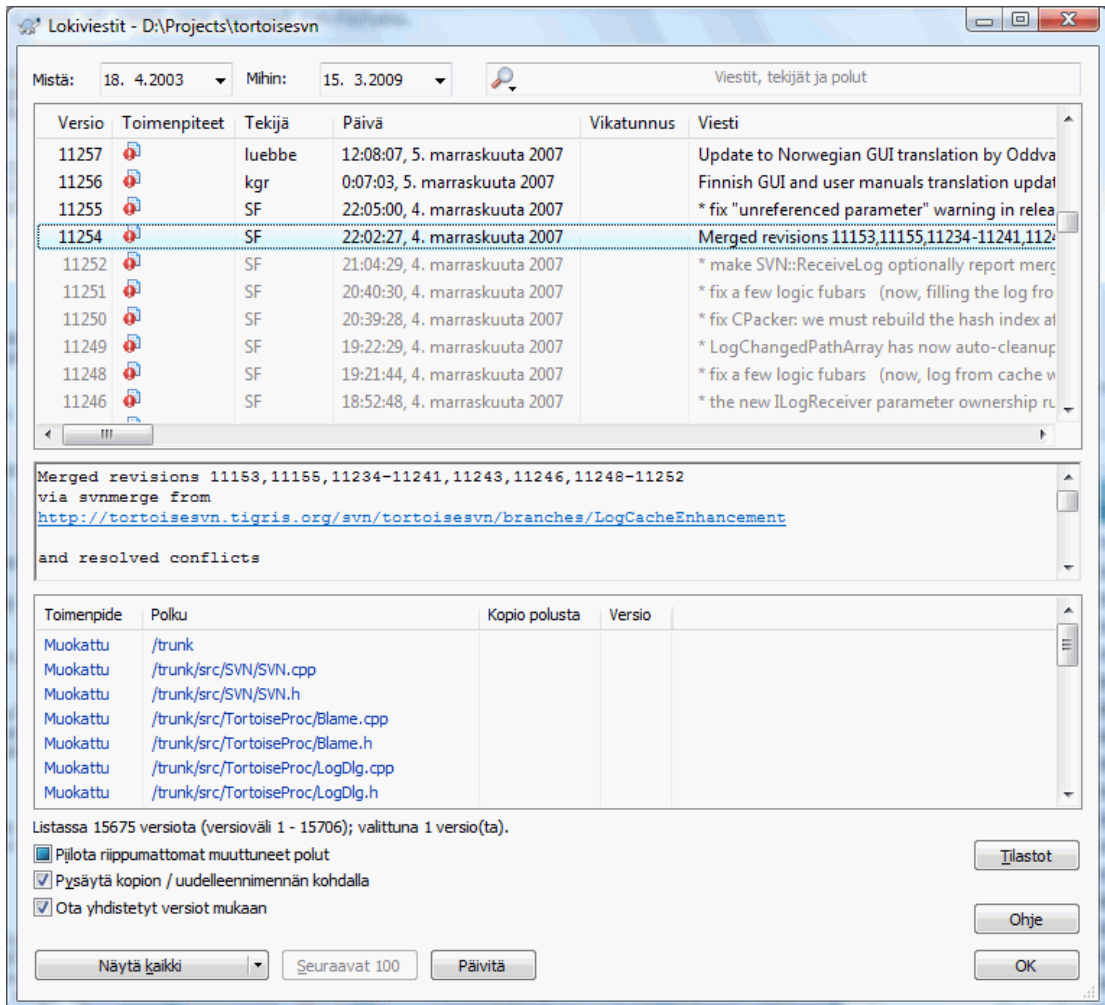 Lokiviestit - D:\Projects\tortoisesvn
Mistä: 18. 4.2003 Mihin: 15. 3.2009 Viestit, tekijät ja polut
Versio Toimenpiteet Tekijä Päivä Vikatunnus Viesti
11257 luebbe 12:08:07, 5. marraskuuta 2007 Update to Norwegian GUI translation by Oddva
11256 kgr 0:07:03, 5. marraskuuta 2007 Finnish GUI and user manuals translation updat
11255 SF 22:05:00, 4. marraskuuta 2007 * fix "unreferenced parameter" warning in relea
11254 SF 22:02:27, 4. marraskuuta 2007 Merged revisions 11153,11155,11234-11241,1124
11252 SF 21:04:29, 4. marraskuuta 2007 * make SVN::ReceiveLog optionally report merg
11251 SF 20:40:30, 4. marraskuuta 2007 * fix a few logic fubars (now, filling the log fro
11250 SF 20:39:28, 4. marraskuuta 2007 * fix CPacker: we must rebuild the hash index af
11249 SF 19:22:29, 4. marraskuuta 2007 * LogChangedPathArray has now auto-cleanup
11248 SF 19:21:44, 4. marraskuuta 2007 * fix a few logic fubars (now, log from cache w
11246 SF 18:52:48, 4. marraskuuta 2007 * the new ILogReceiver parameter ownership ru
Merged revisions 11153,11155,11234-11241,11243,11246,11248-11252
via svnmerge from
http://tortoisesvn.tigris.org/svn/tortoisesvn/branches/LogCacheEnhancement
and resolved conflicts
Toimenpide Polku Kopio polusta Versio
Muokattu /trunk
Muokattu /trunk/src/SVN/SVN.cpp
Muokattu /trunk/src/SVN/SVN.h
Muokattu /trunk/src/TortoiseProc/Blame.cpp
Muokattu /trunk/src/TortoiseProc/Blame.h
Muokattu /trunk/src/TortoiseProc/LogDlg.cpp
Muokattu /trunk/src/TortoiseProc/LogDlg.h
Listassa 15675 versiota (versioväli 1 - 15706); valittuna 1 versio(ta).
Piilota riippumattomat muuttuneet polut
Tilastot
Pysäytä kopion / uudelleennimennän kohdalla
Ota yhdistetyt versiot mukaan
Ohje
Näytä kaikki Seuraavat 100 Päivitä OK